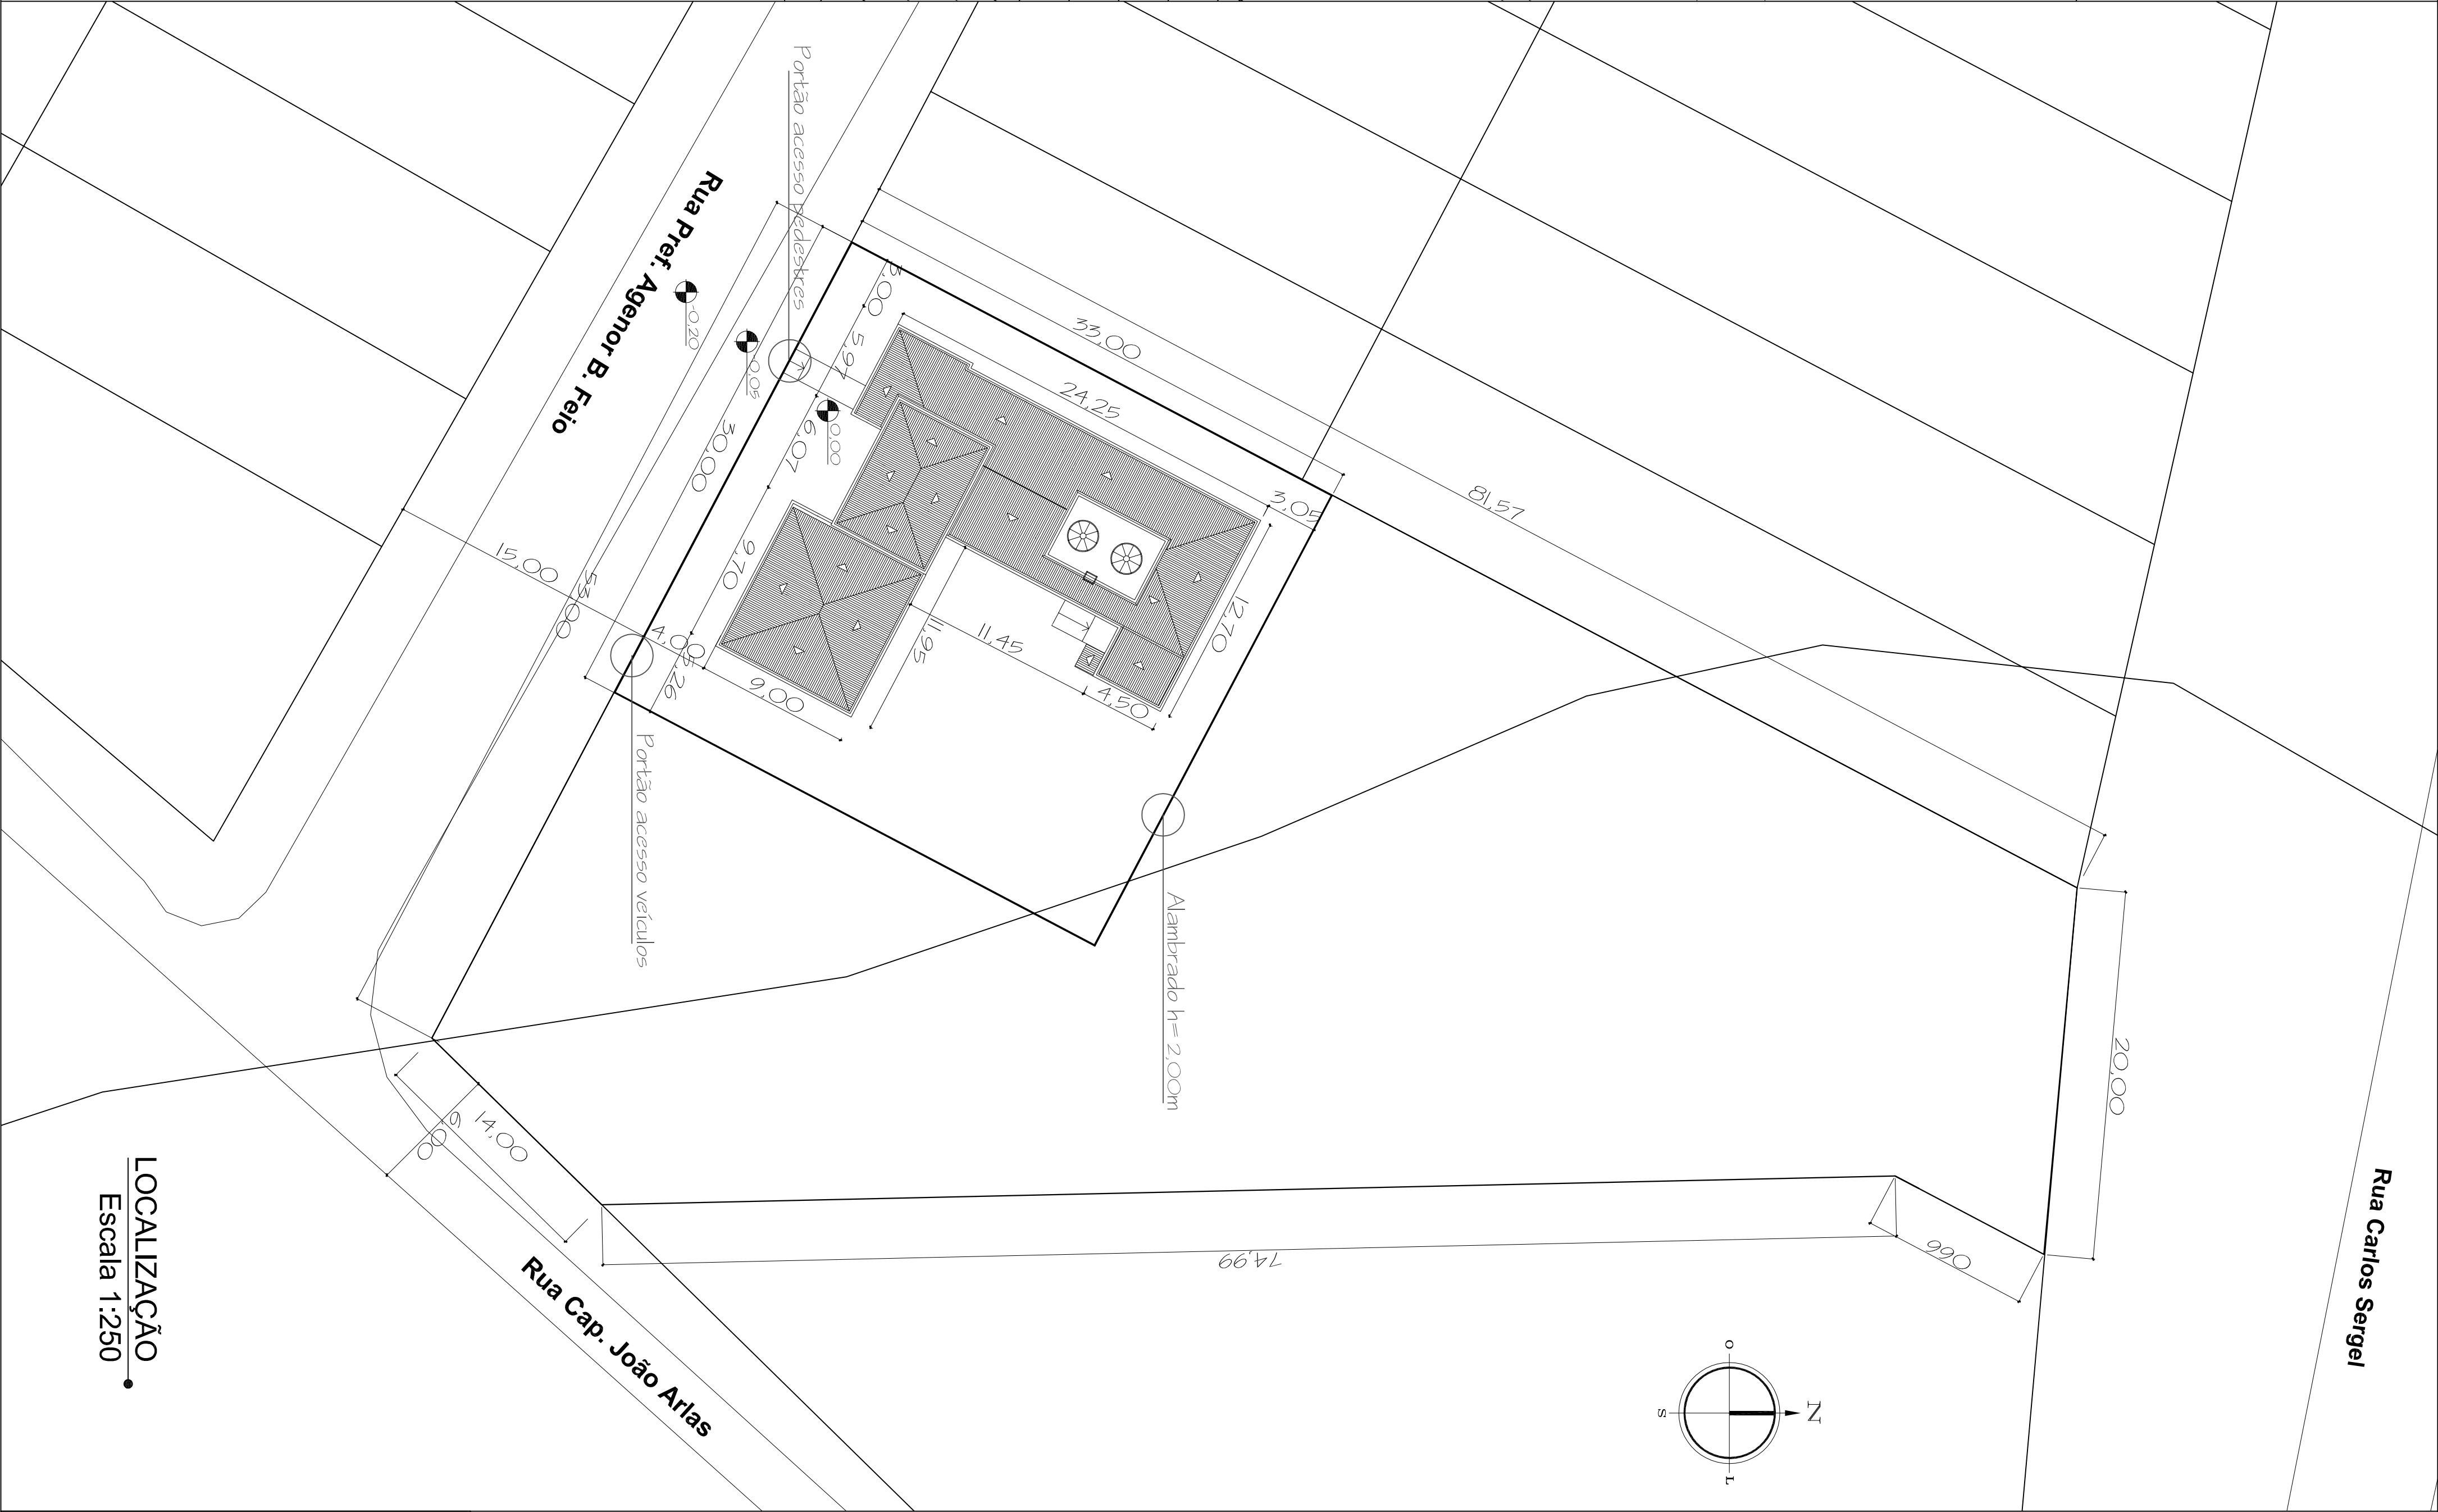 Portão acesso pedestres
Rua Pref. Agenor B. Feio
-0,20
-0,05
0,00
3,00
5,97
6,07
9,70
5,26
30,00
53,00
15,00
4,00
9,00
33,00
24,25
3,05
81,57
12,70
11,95
11,45
4,50
Portão acesso veículos
Alambrado h= 2,00m
20,00
Rua Carlos Sergel
74,99
14,00
Rua Cap. João Arlas
LOCALIZAÇÃO
Escala 1:250
O
N
S
L